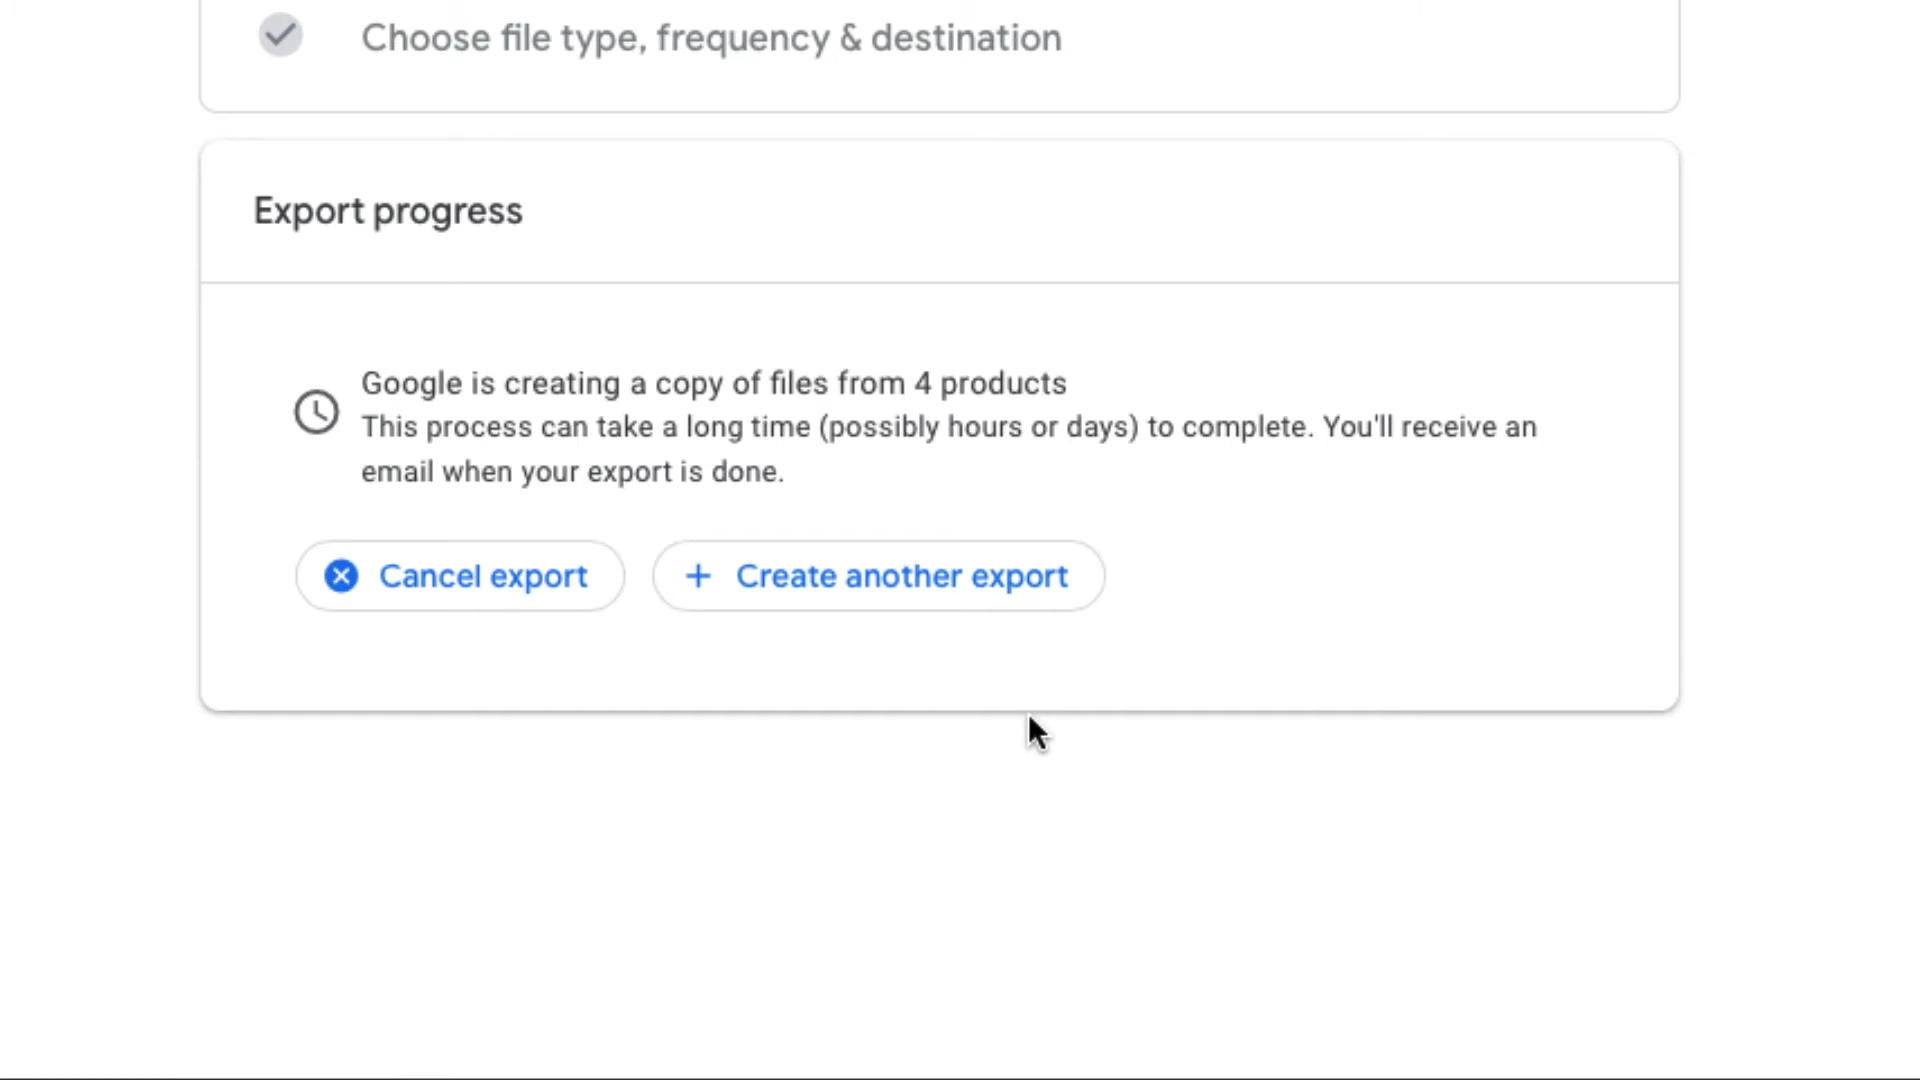 Choose file type, frequency & destination
Export progress
Google is creating a copy of files from 4 products
This process can take a long time (possibly hours or days) to complete. You'll receive an
email when your export is done.
Cancel export
Create another export